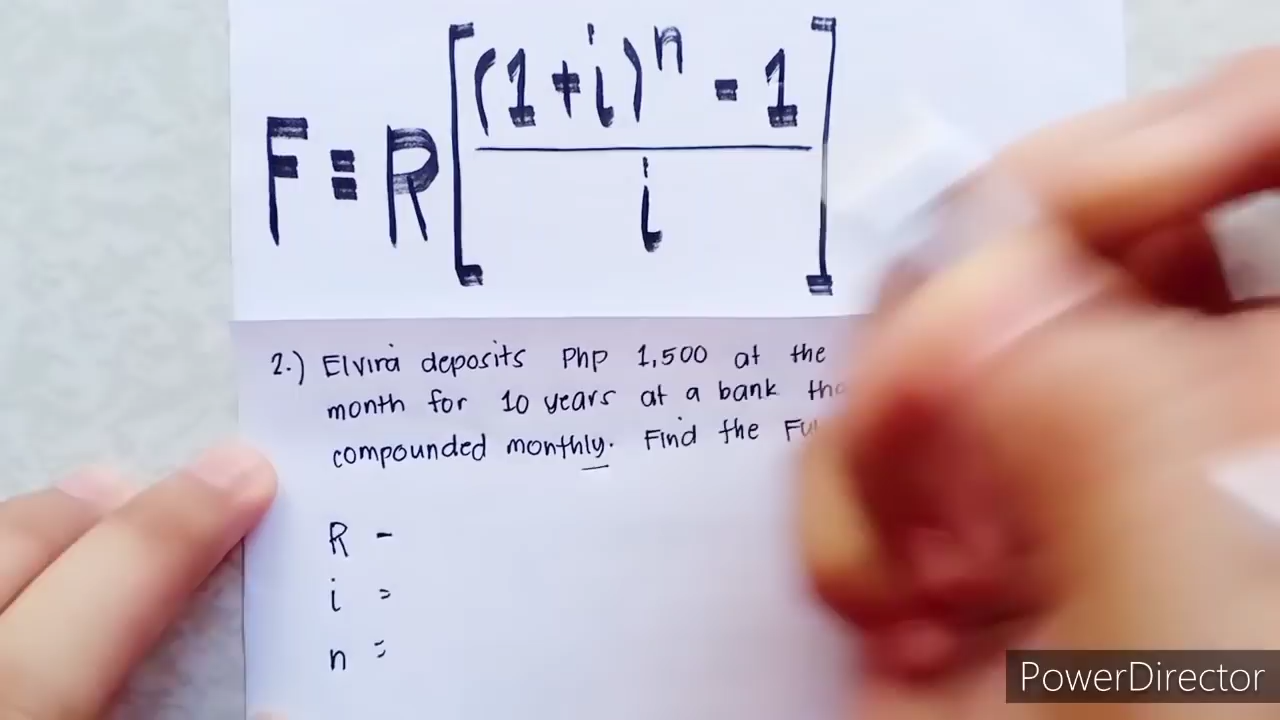 F = R [ (1+i)^n - 1 / i ]
2.) Elvira deposits Php 1,500 at the
month for 10 years at a bank
compounded monthly. Find the
R -
i =
n =
PowerDirector